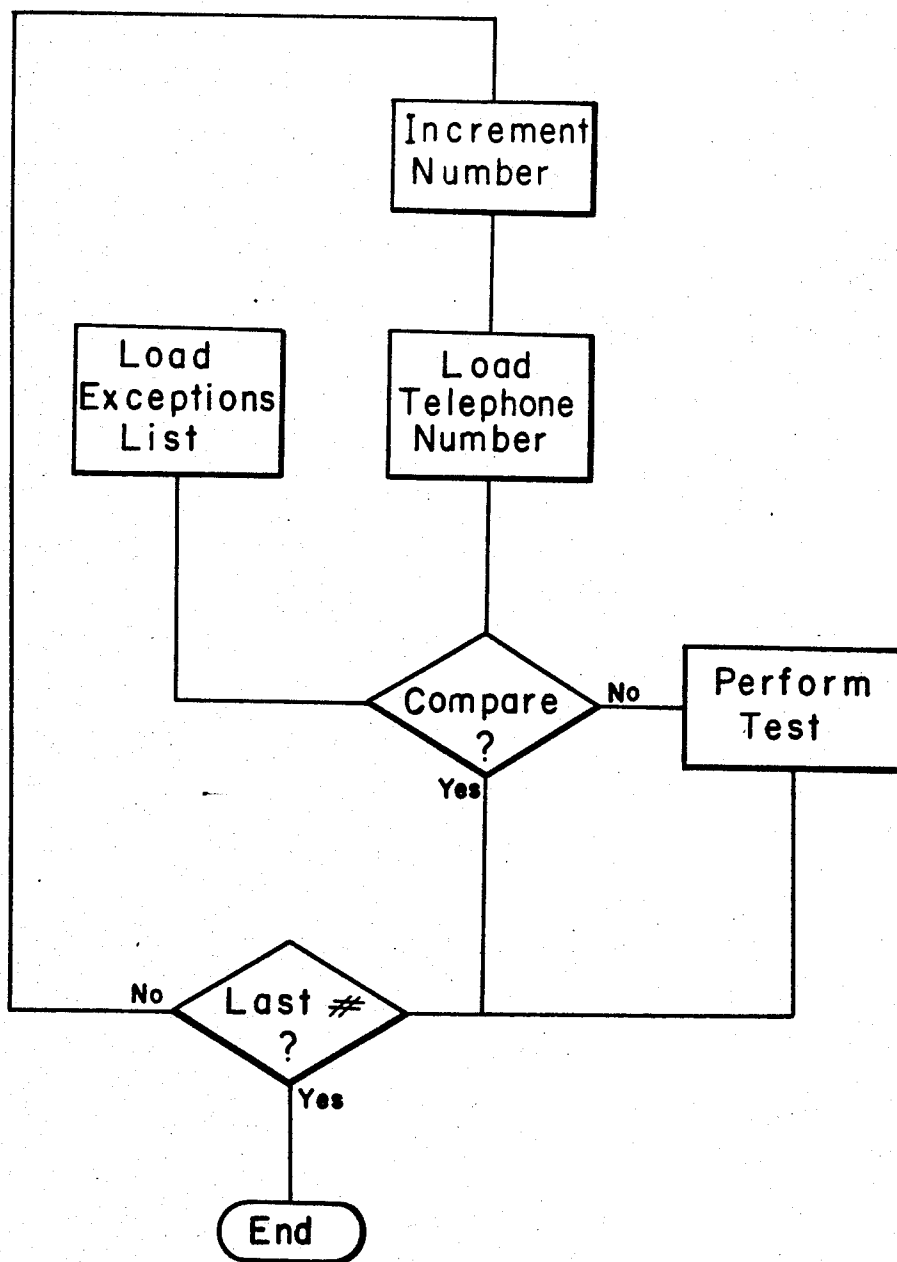 Increment
Number
Load
Exceptions
List
Load
Telephone
Number
Compare
?
No
Perform
Test
Yes
No
Last #
?
Yes
End